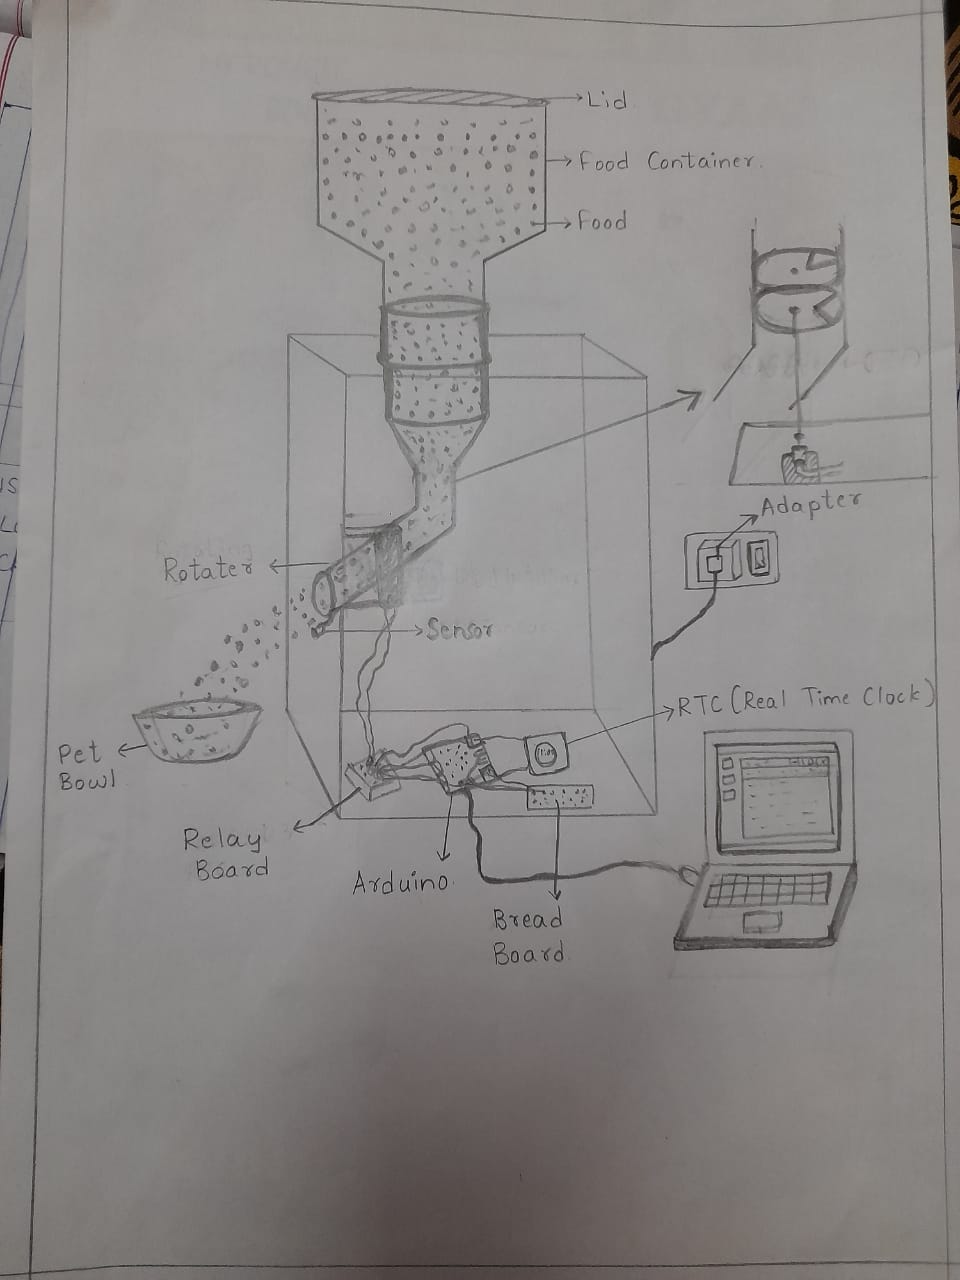 Lid
Food Container.
Food
Adapter
Rotater
Sensor
RTC (Real Time Clock)
Pet
Bowl
Relay
Board
Arduino.
Bread
Board